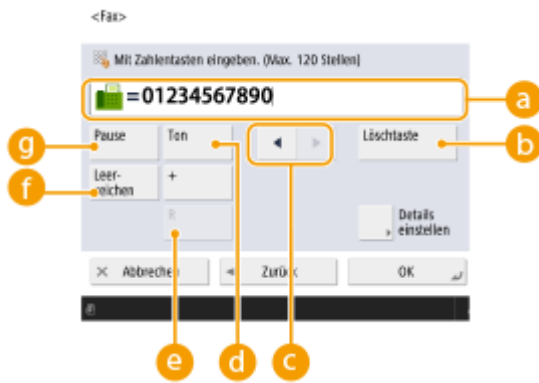 <Fax>
Mit Zahlentasten eingeben. (Max. 120 Stellen)
=01234567890
a
Pause
Ton
Löschtaste
g
b
Leer-
zeichen
+
f
R
Details
einstellen
Abbrechen
Zurück
OK
e
d
c